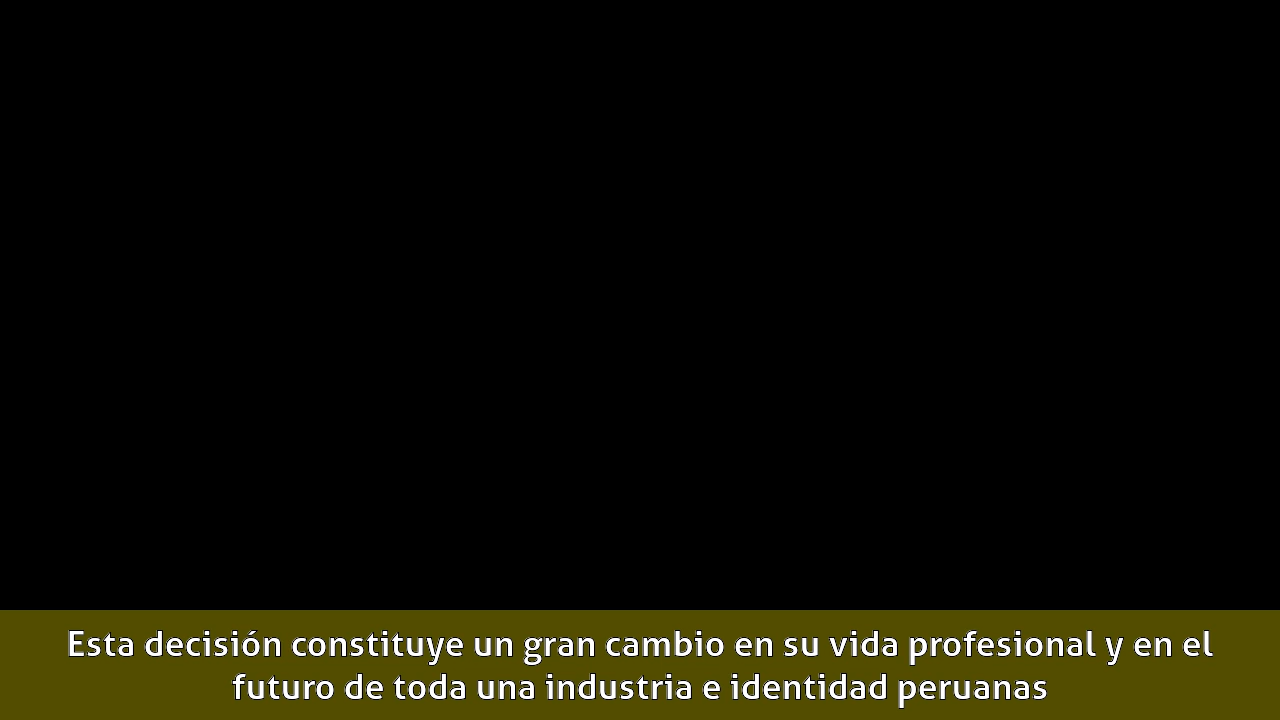 Esta decisión constituye un gran cambio en su vida profesional y en el
futuro de toda una industria e identidad peruanas